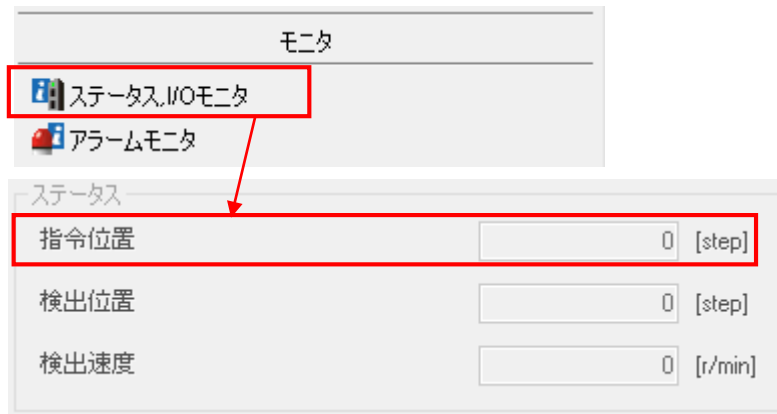 モニタ
ステータス,I/Oモニタ
アラームモニタ
ステータス
指令位置 0 [step]
検出位置 0 [step]
検出速度 0 [r/min]